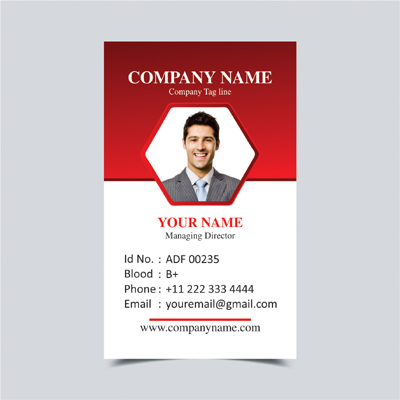 COMPANY NAME
Company Tag line
YOUR NAME
Managing Director
Id No. : ADF 00235
Blood : B+
Phone : +11 222 333 4444
Email : youremail@gmail.com
www.companyname.com